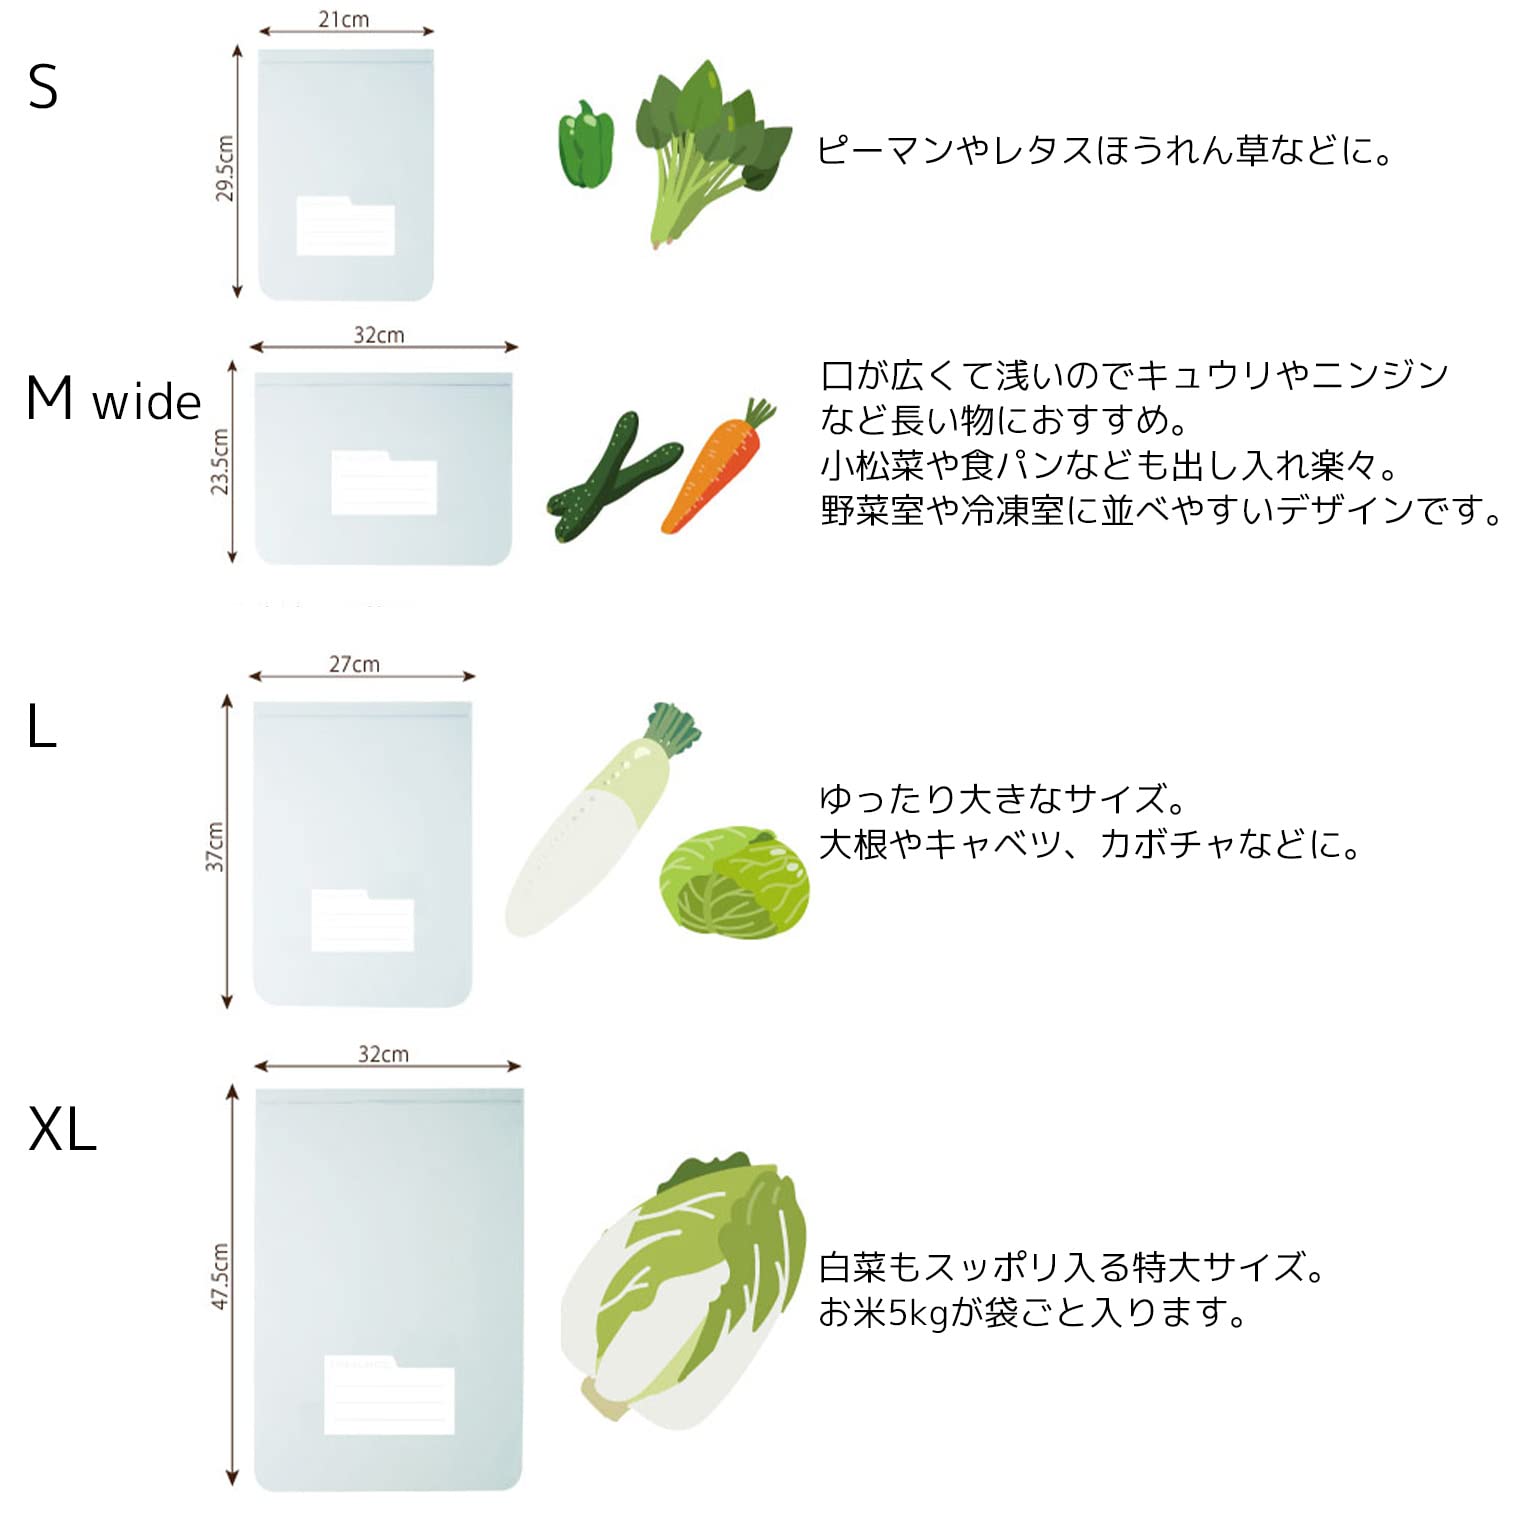 21cm
S
29.5cm
ピーマンやレタスほうれん草などに。
32cm
M wide
23.5cm
口が広くて浅いのでキュウリやニンジン
など長い物におすすめ。
小松菜や食パンなども出し入れ楽々。
野菜室や冷凍室に並べやすいデザインです。
27cm
L
37cm
ゆったり大きなサイズ。
大根やキャベツ、カボチャなどに。
32cm
XL
47.5cm
白菜もスッポリ入る特大サイズ。
お米5kgが袋ごと入ります。